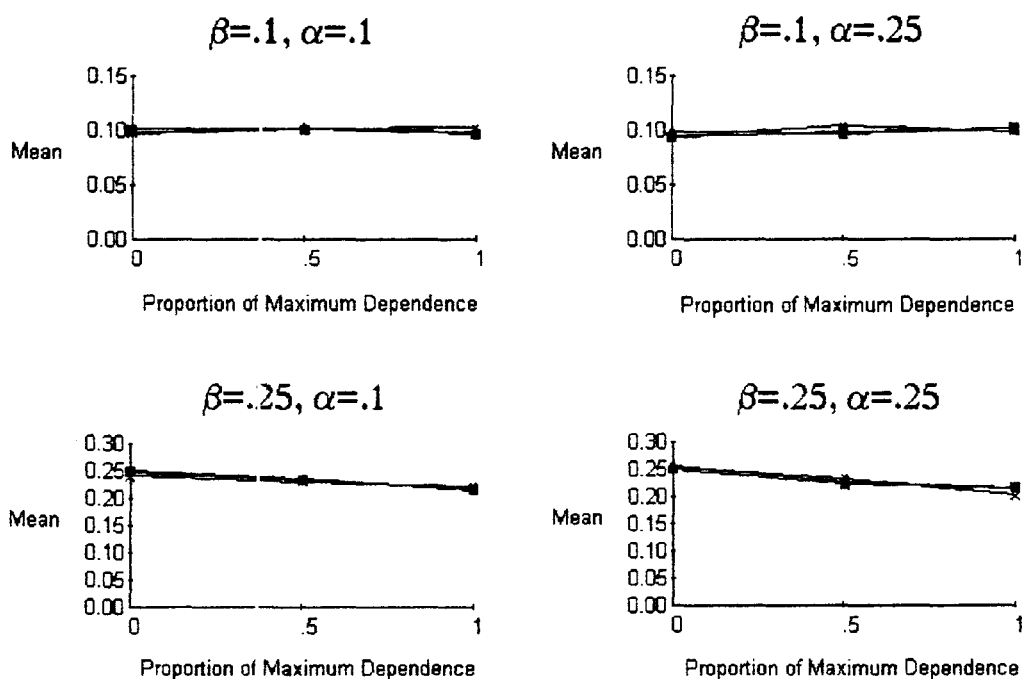 β=.1, α=.1
0.15
0.10
Mean
0.05
0.00
0 .5 1
Proportion of Maximum Dependence
β=.1, α=.25
0.15
0.10
Mean
0.05
0.00
0 .5 1
Proportion of Maximum Dependence
β=.25, α=.1
0.30
0.25
0.20
Mean
0.15
0.10
0.05
0.00
0 .5 1
Proportion of Maximum Dependence
β=.25, α=.25
0.30
0.25
0.20
Mean
0.15
0.10
0.05
0.00
0 .5 1
Proportion of Maximum Dependence